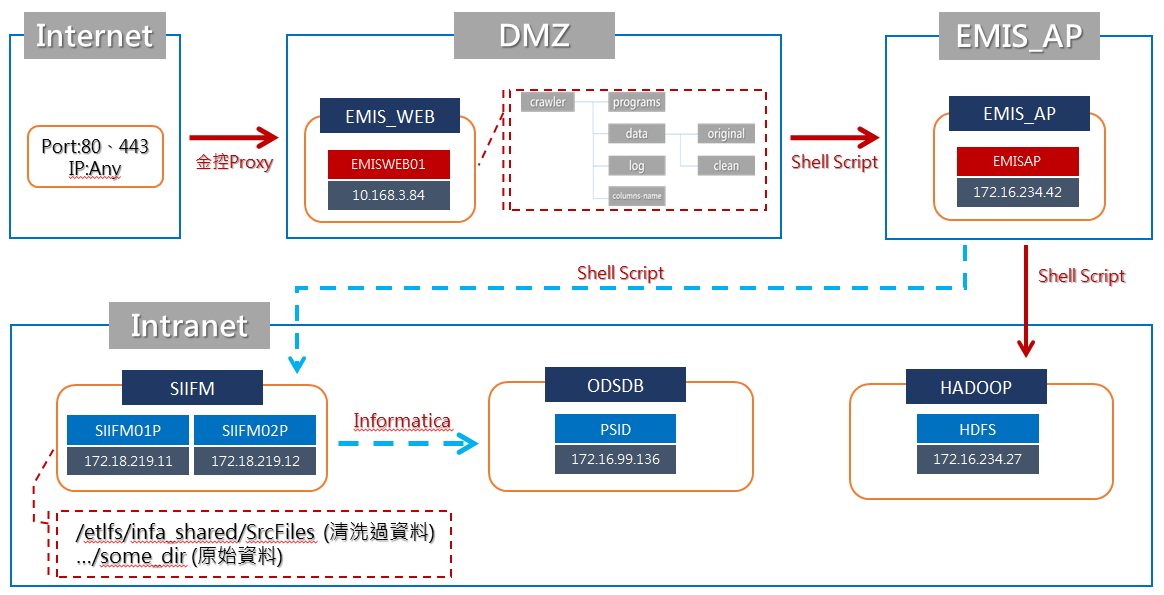 Internet
Port:80、443
IP:Any
金控Proxy
DMZ
EMIS_WEB
EMISWEB01
10.168.3.84
crawler
programs
data
original
log
clean
columns-name
Shell Script
EMIS_AP
EMIS_AP
EMISAP
172.16.234.42
Shell Script
Shell Script
Intranet
SIIFM
SIIFM01P
SIIFM02P
172.18.219.11
172.18.219.12
Informatica
ODSDB
PSID
172.16.99.136
HADOOP
HDFS
172.16.234.27
/etlfs/infa_shared/SrcFiles (清洗過資料)
.../some_dir (原始資料)